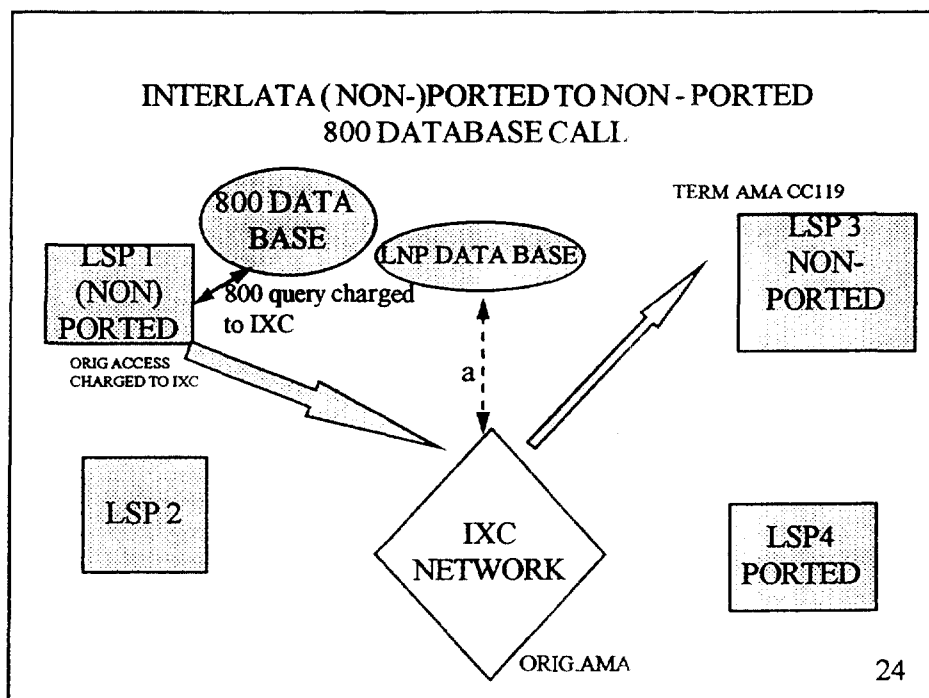 INTERLATA ( NON-)PORTED TO NON - PORTED
800 DATABASE CALL
800 DATA
BASE
LNP DATA BASE
TERM AMA CC119
LSP 1
(NON)
PORTED
800 query charged
to IXC
ORIG ACCESS
CHARGED TO IXC
LSP 3
NON-
PORTED
a
LSP 2
IXC
NETWORK
LSP4
PORTED
ORIG.AMA
24